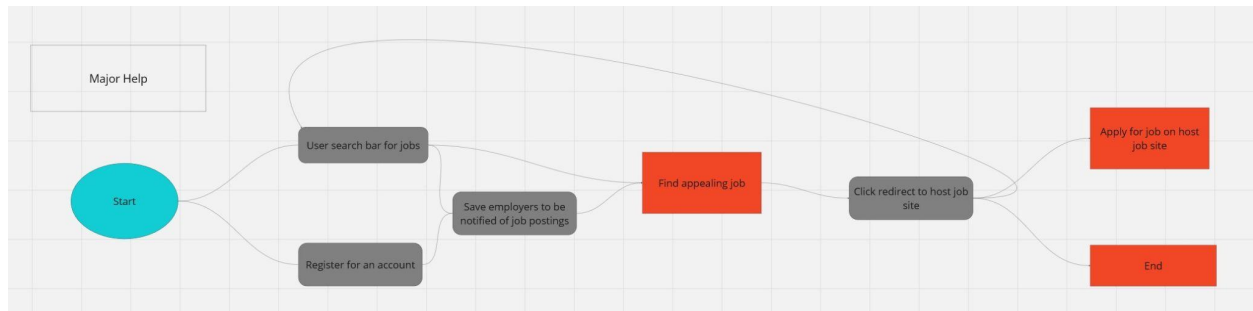 Major Help
Start
User search bar for jobs
Register for an account
Save employers to be
notified of job postings
Find appealing job
Click redirect to host job
site
Apply for job on host
job site
End